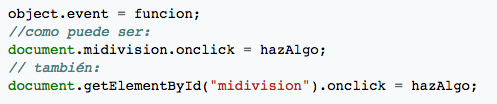 object.event = funcion;
//como puede ser:
document.midivision.onclick = hazAlgo;
// también:
document.getElementById("midivision").onclick = hazAlgo;